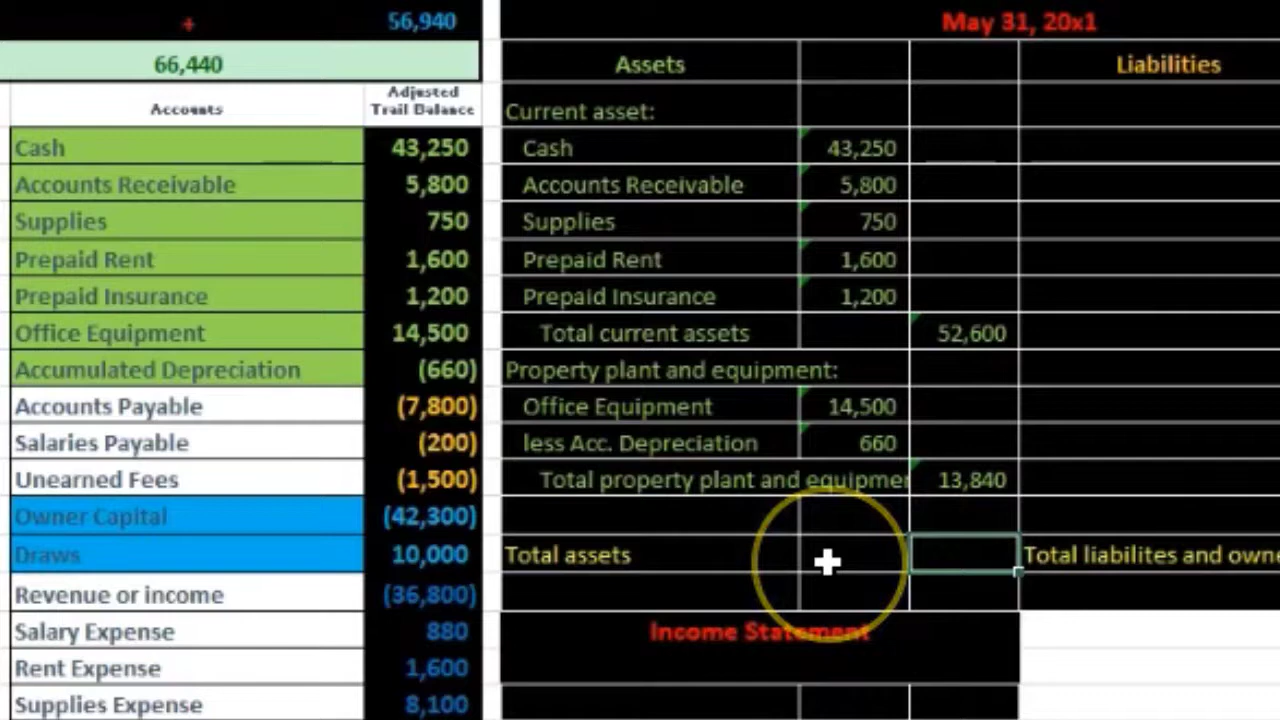 + 56,940 May 31, 20x1
66,440 Assets Liabilities
Accounts Adjusted Trail Balance Current asset:
Cash 43,250 Cash 43,250
Accounts Receivable 5,800 Accounts Receivable 5,800
Supplies 750 Supplies 750
Prepaid Rent 1,600 Prepaid Rent 1,600
Prepaid Insurance 1,200 Prepaid Insurance 1,200
Office Equipment 14,500 Total current assets 52,600
Accumulated Depreciation (660) Property plant and equipment:
Accounts Payable (7,800) Office Equipment 14,500
Salaries Payable (200) less Acc. Depreciation 660
Unearned Fees (1,500) Total property plant and equipmen 13,840
Owner Capital (42,300)
Draws 10,000 Total assets Total liabilites and owne
Revenue or income (36,800)
Salary Expense 880 Income Statement
Rent Expense 1,600
Supplies Expense 8,100